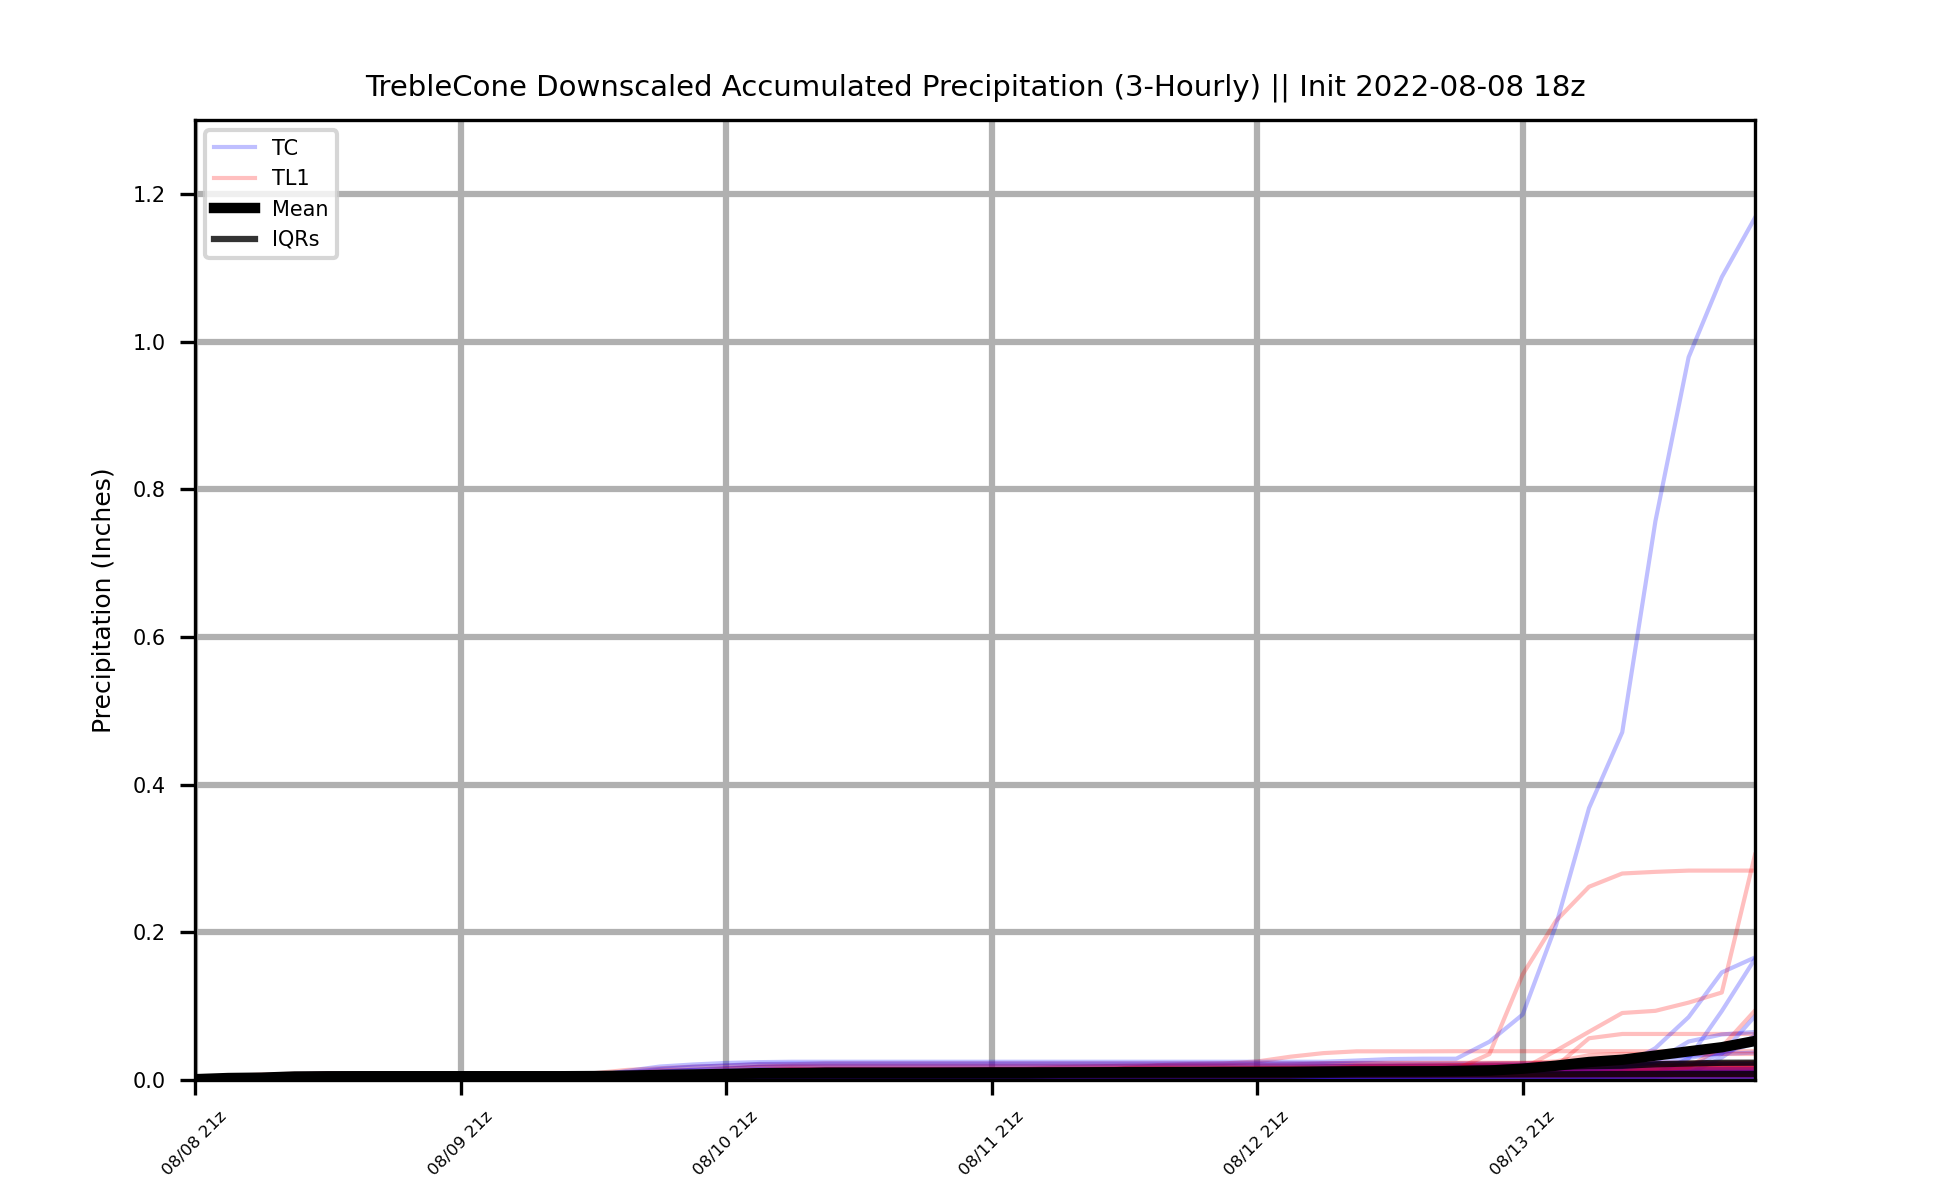 TrebleCone Downscaled Accumulated Precipitation (3-Hourly) || Init 2022-08-08 18z
TC
TL1
Mean
IQRs
Precipitation (Inches)
1.2
1.0
0.8
0.6
0.4
0.2
0.0
08/08 21z
08/09 21z
08/10 21z
08/11 21z
08/12 21z
08/13 21z